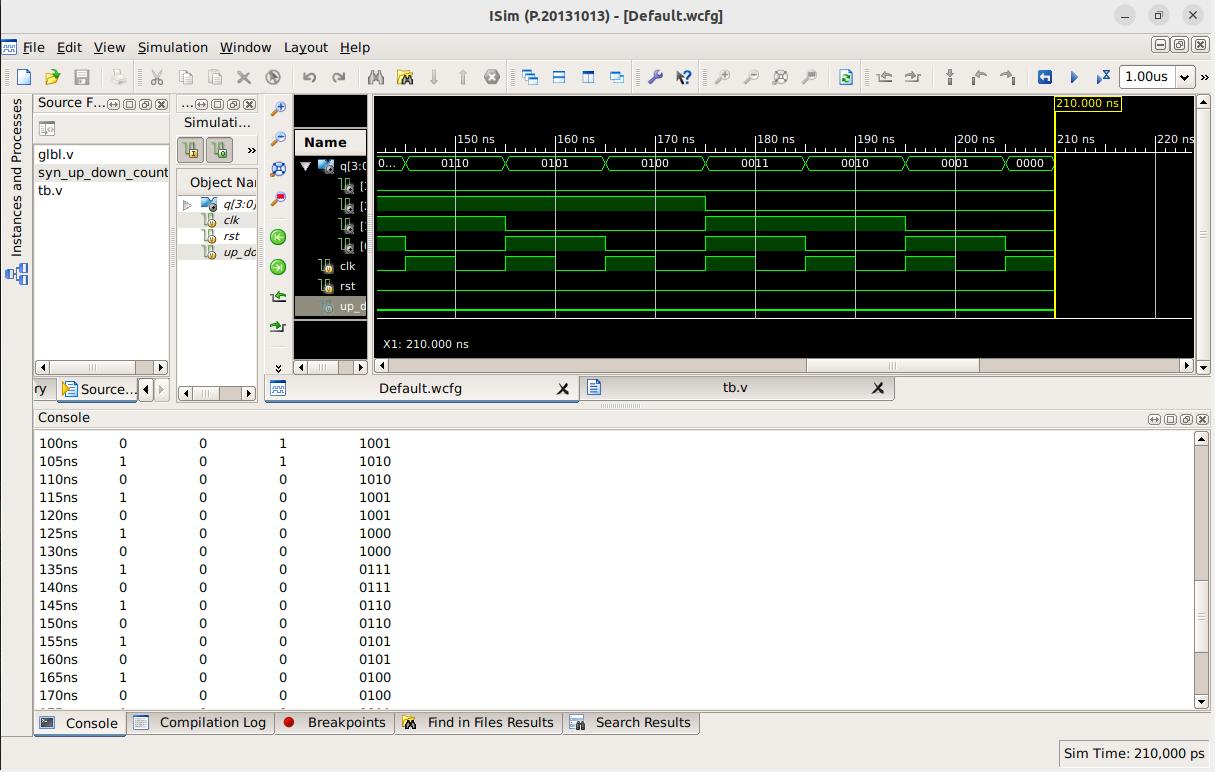 ISim (P.20131013) - [Default.wcfg]
File Edit View Simulation Window Layout Help
1.00us
»
Instances and Processes
Source F...
glbl.v
syn_up_down_count
tb.v
ry
Source...
...
Simulati...
»
Object Nar
q[3:0]
clk
rst
up_do
Name
q[3:0
[
[
[
[0
clk
rst
up_d
210.000 ns
150 ns 160 ns 170 ns 180 ns 190 ns 200 ns 210 ns 220 ns
0... 0110 0101 0100 0011 0010 0001 0000
X1: 210.000 ns
Default.wcfg
tb.v
Console
100ns 0 0 1 1001
105ns 1 0 1 1010
110ns 0 0 0 1010
115ns 1 0 0 1001
120ns 0 0 0 1001
125ns 1 0 0 1000
130ns 0 0 0 1000
135ns 1 0 0 0111
140ns 0 0 0 0111
145ns 1 0 0 0110
150ns 0 0 0 0110
155ns 1 0 0 0101
160ns 0 0 0 0101
165ns 1 0 0 0100
170ns 0 0 0 0100
Console Compilation Log Breakpoints Find in Files Results Search Results
Sim Time: 210,000 ps